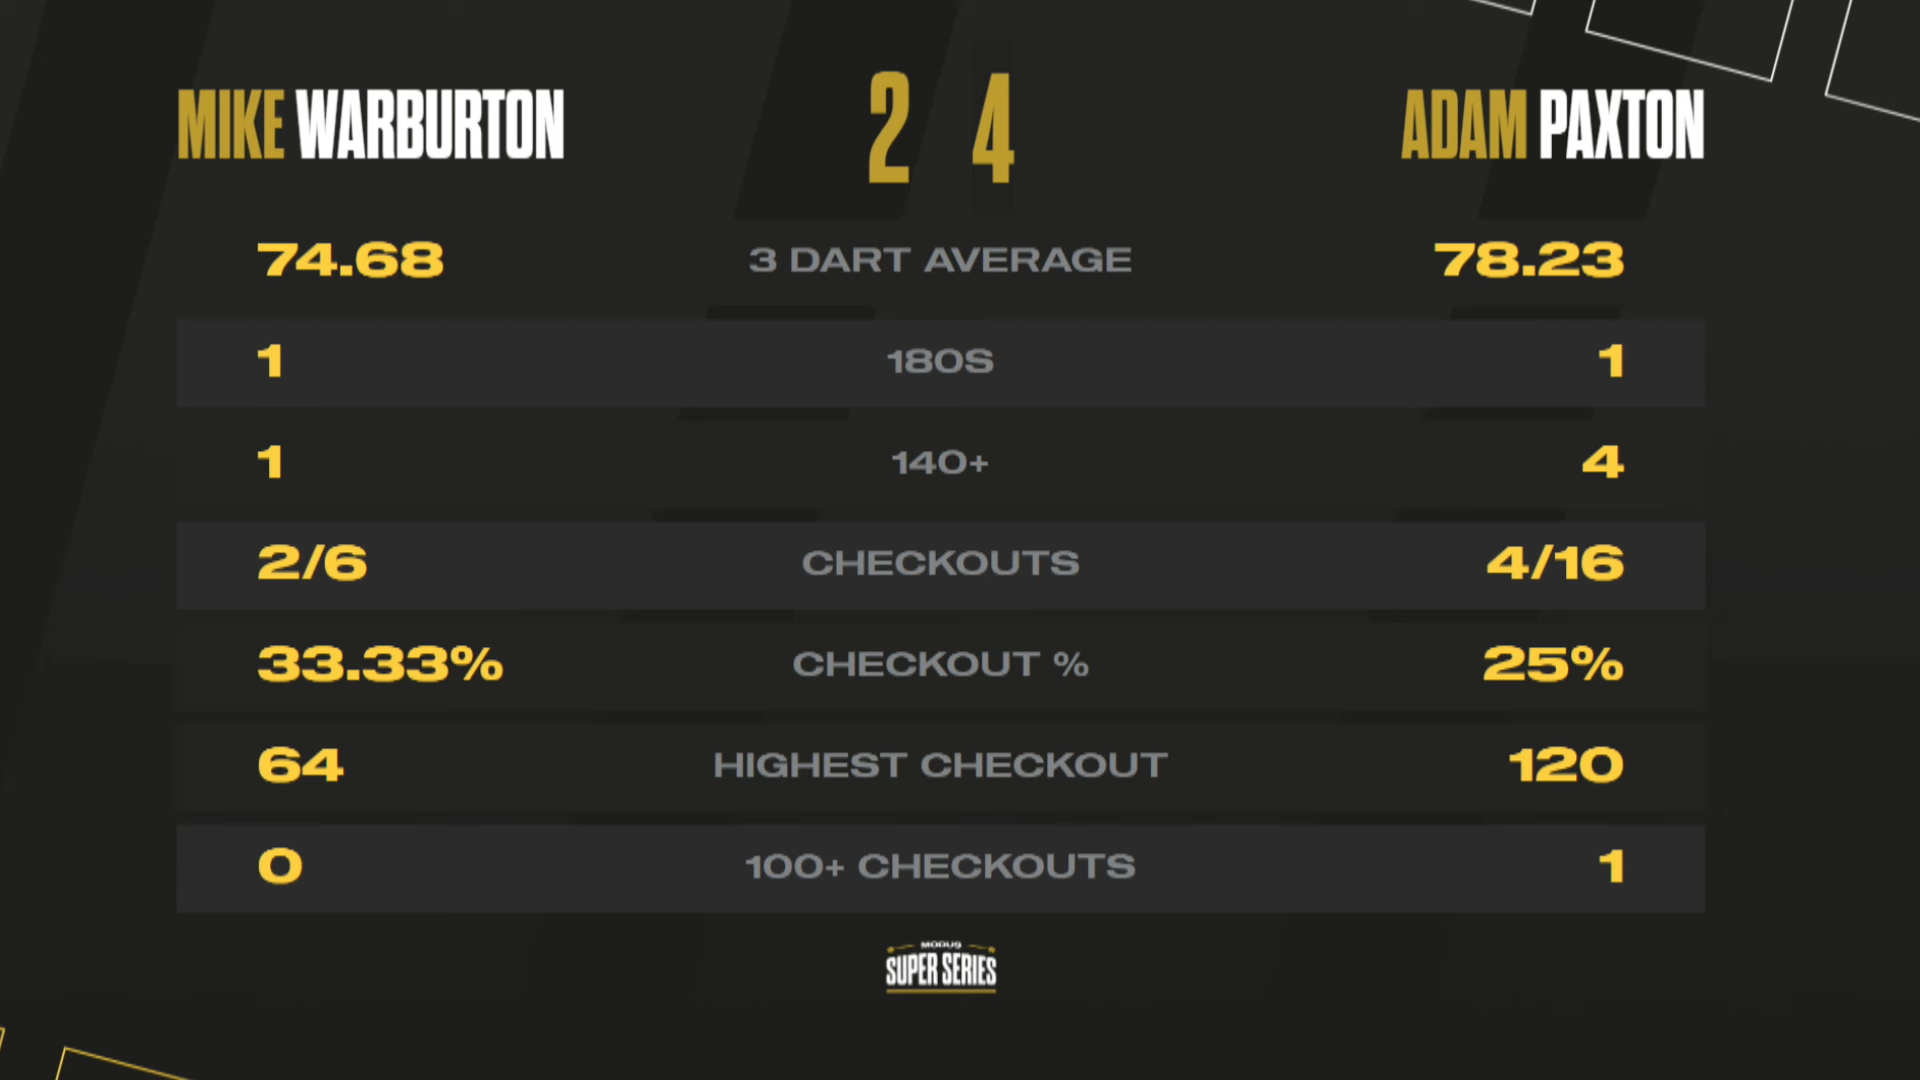 MIKE WARBURTON 2 4 ADAM PAXTON
74.68 3 DART AVERAGE 78.23
1 180S 1
1 140+ 4
2/6 CHECKOUTS 4/16
33.33% CHECKOUT % 25%
64 HIGHEST CHECKOUT 120
0 100+ CHECKOUTS 1
MODUS
SUPER SERIES